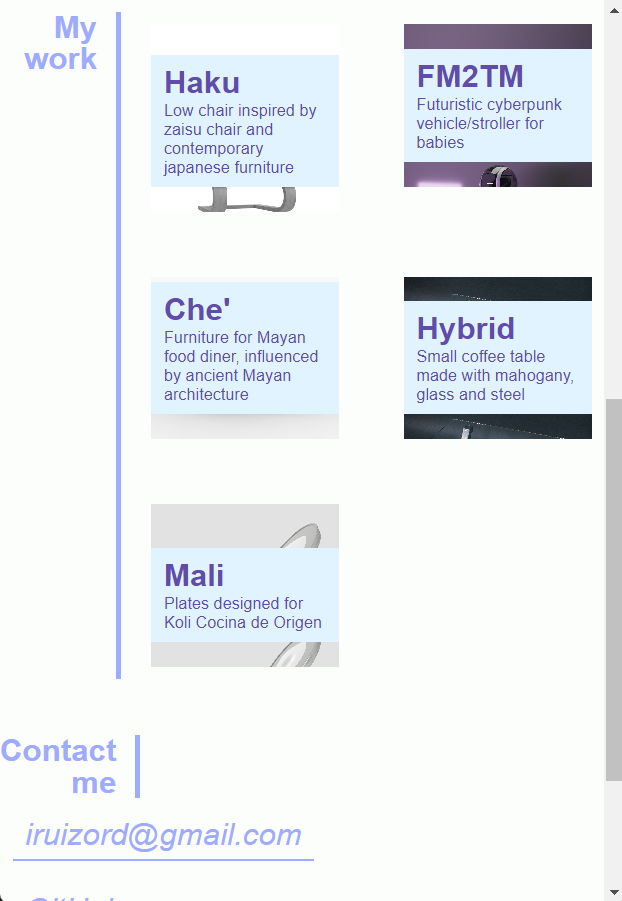 My
work
Haku
Low chair inspired by
zaisu chair and
contemporary
japanese furniture
FM2TM
Futuristic cyberpunk
vehicle/stroller for
babies
Che'
Furniture for Mayan
food diner, influenced
by ancient Mayan
architecture
Hybrid
Small coffee table
made with mahogany,
glass and steel
Mali
Plates designed for
Koli Cocina de Origen
Contact
me
iruizord@gmail.com
GitHub